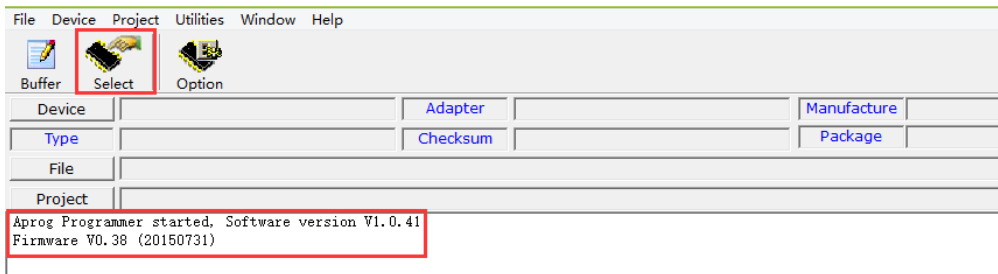 File Device Project Utilities Window Help
Buffer Select Option
Device Adapter Manufacture
Type Checksum Package
File
Project
Aprog Programmer started, Software version V1.0.41
Firmware V0.38 (20150731)